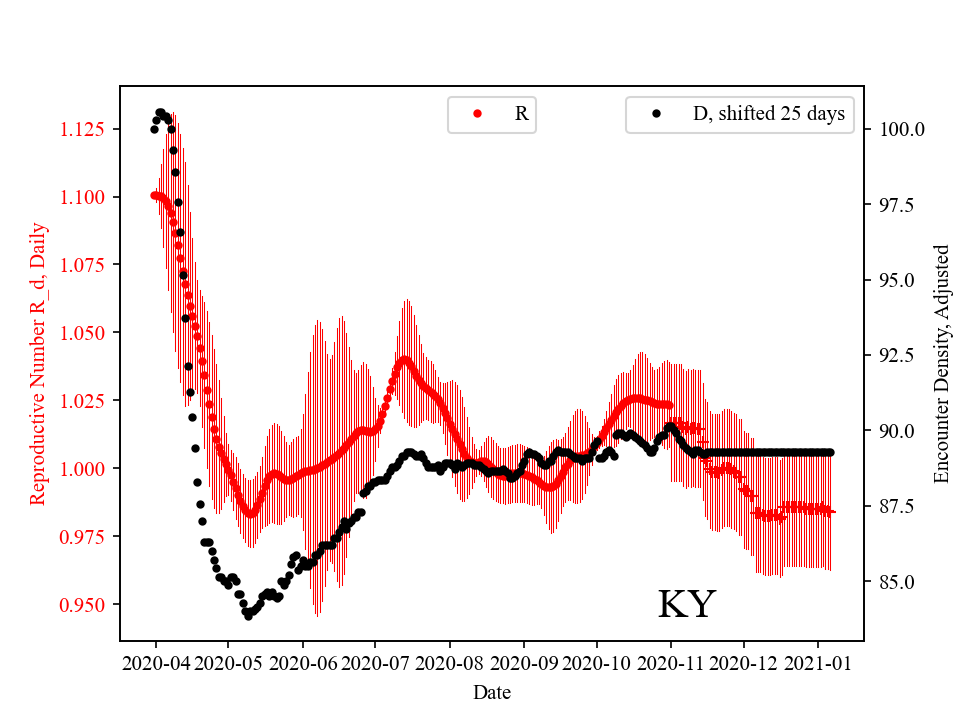 R
D, shifted 25 days
1.125
1.100
1.075
1.050
1.025
1.000
0.975
0.950
Reproductive Number R_d, Daily
100.0
97.5
95.0
92.5
90.0
87.5
85.0
Encounter Density, Adjusted
KY
2020-04 2020-05 2020-06 2020-07 2020-08 2020-09 2020-10 2020-11 2020-12 2021-01
Date